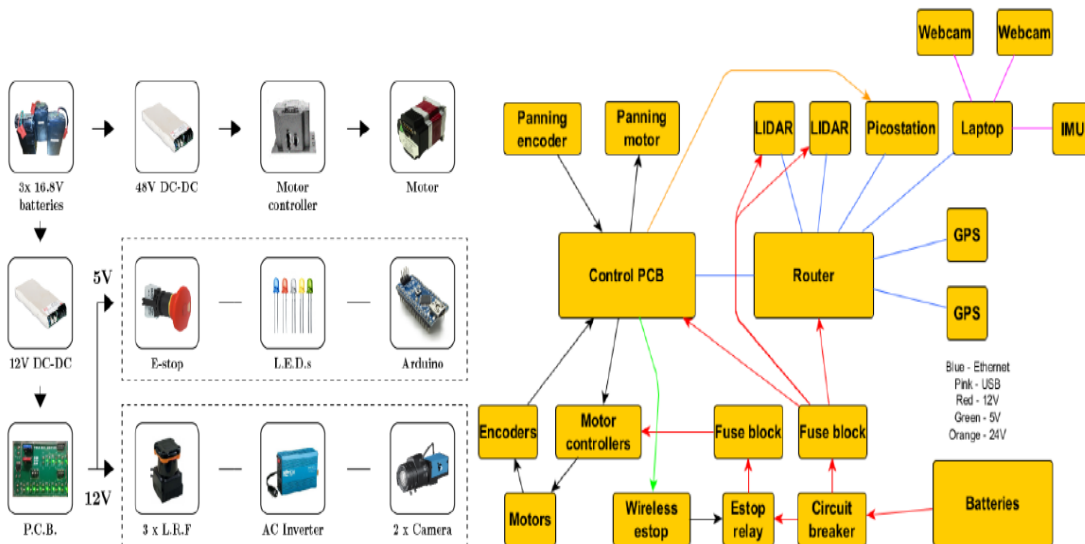 3x 16.8V
batteries
48V DC-DC
Motor
controller
Motor
12V DC-DC
5V
E-stop
L.E.D.s
Arduino
P.C.B.
12V
3 x L.R.F
AC Inverter
2 x Camera
Webcam
Webcam
Panning
encoder
Panning
motor
LIDAR
LIDAR
Picostation
Laptop
IMU
Control PCB
Router
GPS
GPS
Blue - Ethernet
Pink - USB
Red - 12V
Green - 5V
Orange - 24V
Encoders
Motor
controllers
Fuse block
Fuse block
Motors
Wireless
estop
Estop
relay
Circuit
breaker
Batteries